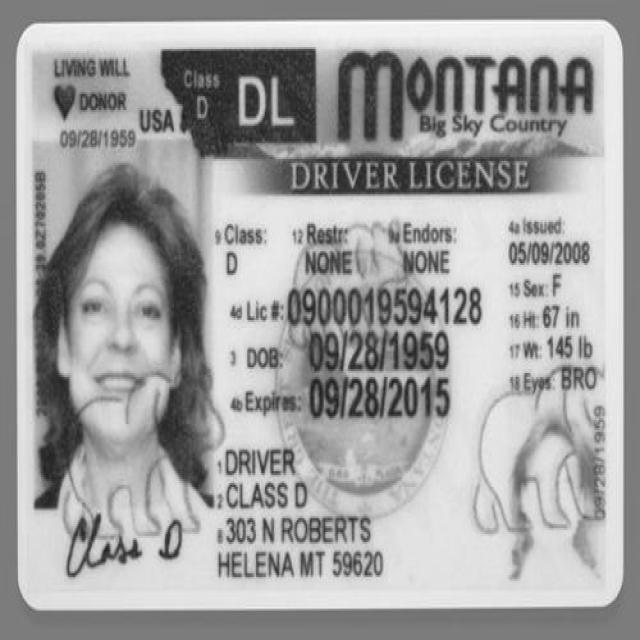 LIVING WILL
DONOR
09/28/1959
USA
Class
D
DL
MONTANA
Big Sky Country
DRIVER LICENSE
9 Class: 12 Restr: 9a Endors: 4a Issued:
D NONE NONE 05/09/2008
15 Sex: F
4d Lic #: 0900019594128
16 Ht: 67 in
3 DOB: 09/28/1959
17 Wt: 145 lb
4b Expires: 09/28/2015
18 Eyes: BRO
1 DRIVER
2 CLASS D
8 303 N ROBERTS
HELENA MT 59620
Class D
09/28/1959